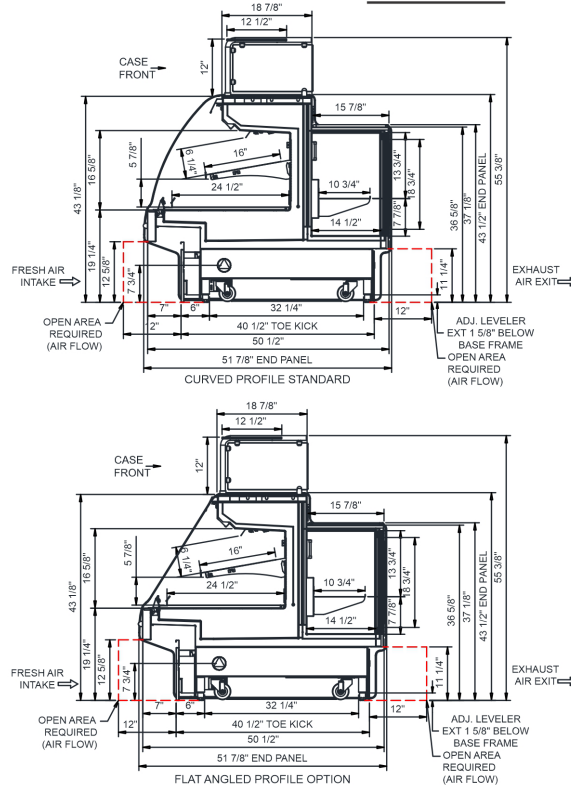 18 7/8"
12 1/2"
CASE
FRONT
12"
15 7/8"
5 7/8"
16 5/8"
43 1/8"
6 1/4"
16"
24 1/2"
10 3/4"
14 1/2"
13 3/4"
18 3/4"
7 7/8"
36 5/8"
37 1/8"
43 1/2" END PANEL
55 3/8"
19 1/4"
12 5/8"
7 3/4"
11 1/4"
FRESH AIR
INTAKE
EXHAUST
AIR EXIT
7"
6"
32 1/4"
12"
12"
40 1/2" TOE KICK
50 1/2"
51 7/8" END PANEL
OPEN AREA
REQUIRED
(AIR FLOW)
ADJ. LEVELER
EXT 1 5/8" BELOW
BASE FRAME
OPEN AREA
REQUIRED
(AIR FLOW)
CURVED PROFILE STANDARD
18 7/8"
12 1/2"
CASE
FRONT
12"
15 7/8"
5 7/8"
16 5/8"
43 1/8"
6 1/4"
16"
24 1/2"
10 3/4"
14 1/2"
13 3/4"
18 3/4"
7 7/8"
36 5/8"
37 1/8"
43 1/2" END PANEL
55 3/8"
19 1/4"
12 5/8"
7 3/4"
11 1/4"
FRESH AIR
INTAKE
EXHAUST
AIR EXIT
7"
6"
32 1/4"
12"
12"
40 1/2" TOE KICK
50 1/2"
51 7/8" END PANEL
OPEN AREA
REQUIRED
(AIR FLOW)
ADJ. LEVELER
EXT 1 5/8" BELOW
BASE FRAME
OPEN AREA
REQUIRED
(AIR FLOW)
FLAT ANGLED PROFILE OPTION